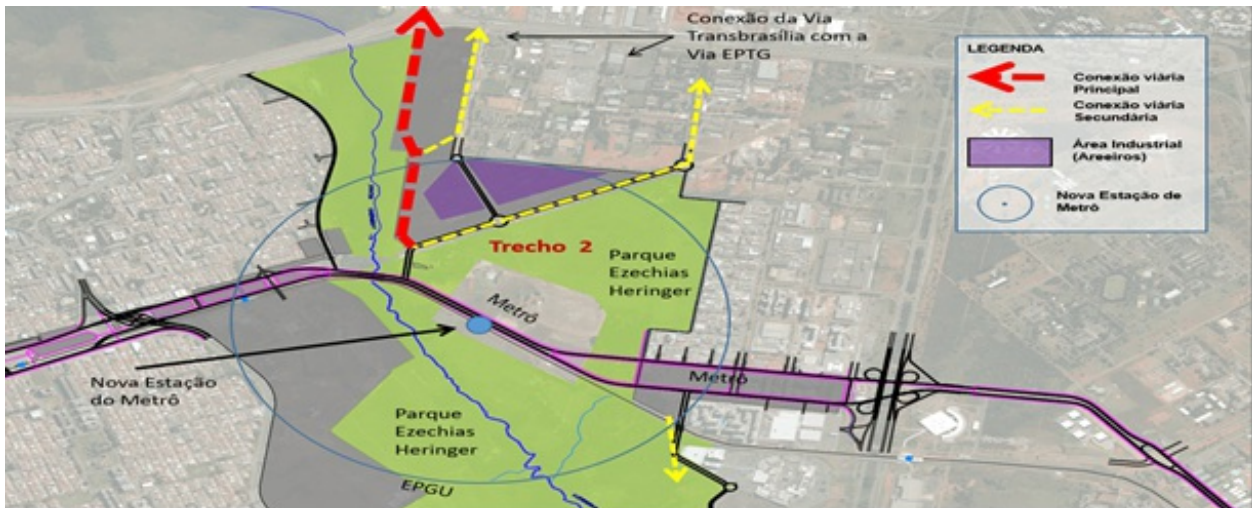 Conexão da Via
Transbrasília com a
Via EPTG
LEGENDA
Conexão viária
Principal
Conexão viária
Secundária
Área Industrial
(Areeiros)
Nova Estação de
Metrô
Trecho 2
Parque
Ezechias
Heringer
Metrô
Metrô
Nova Estação
do Metrô
Parque
Ezechias
Heringer
EPGU